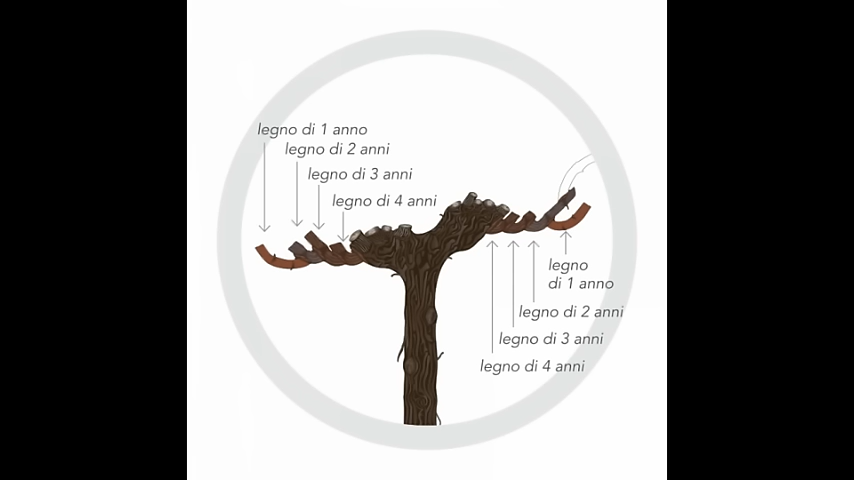 legno di 1 anno
legno di 2 anni
legno di 3 anni
legno di 4 anni
legno
di 1 anno
legno di 2 anni
legno di 3 anni
legno di 4 anni